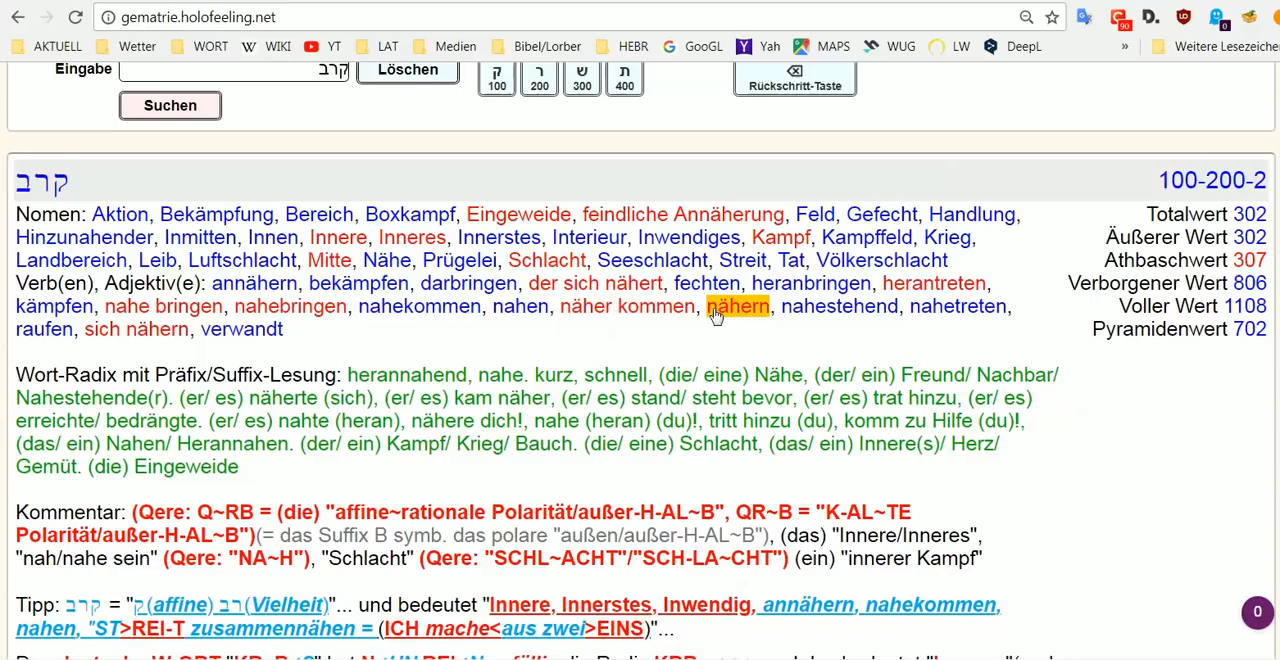 gematrie.holofeeling.net
90
D.
0
AKTUELL Wetter WORT WIKI YT LAT Medien Bibel/Lorber HEBR GooGL Yah MAPS WUG LW DeepL » Weitere Lesezeiche
Eingabe קרב Löschen ק 100 ר 200 ש 300 ת 400 Rückschritt-Taste
Suchen
קרב 100-200-2
Nomen: Aktion, Bekämpfung, Bereich, Boxkampf, Eingeweide, feindliche Annäherung, Feld, Gefecht, Handlung, Totalwert 302
Hinzunahender, Inmitten, Innen, Innere, Inneres, Innerstes, Interieur, Inwendiges, Kampf, Kampffeld, Krieg, Äußerer Wert 302
Landbereich, Leib, Luftschlacht, Mitte, Nähe, Prügelei, Schlacht, Seeschlacht, Streit, Tat, Völkerschlacht Athbaschwert 307
Verb(en), Adjektiv(e): annähern, bekämpfen, darbringen, der sich nähert, fechten, heranbringen, herantreten, Verborgener Wert 806
kämpfen, nahe bringen, nahebringen, nahekommen, nahen, näher kommen, nähern, nahestehend, nahetreten, Voller Wert 1108
raufen, sich nähern, verwandt Pyramidenwert 702
Wort-Radix mit Präfix/Suffix-Lesung: herannahend, nahe. kurz, schnell, (die/ eine) Nähe, (der/ ein) Freund/ Nachbar/
Nahestehende(r). (er/ es) näherte (sich), (er/ es) kam näher, (er/ es) stand/ steht bevor, (er/ es) trat hinzu, (er/ es)
erreichte/ bedrängte. (er/ es) nahte (heran), nähere dich!, nahe (heran) (du)!, tritt hinzu (du), komm zu Hilfe (du)!,
(das/ ein) Nahen/ Herannahen. (der/ ein) Kampf/ Krieg/ Bauch. (die/ eine) Schlacht, (das/ ein) Innere(s)/ Herz/
Gemüt. (die) Eingeweide
Kommentar: (Qere: Q~RB = (die) "affine~rationale Polarität/außer-H-AL~B", QR~B = "K-AL~TE
Polarität/außer-H-AL~B")(= das Suffix B symb. das polare "außen/außer-H-AL~B"), (das) "Innere/Inneres",
"nah/nahe sein" (Qere: "NA~H"), "Schlacht" (Qere: "SCHL~ACHT"/"SCH-LA~CHT") (ein) "innerer Kampf"
Tipp: קרב = "ק(affine) רב(Vielheit)"... und bedeutet "Innere, Innerstes, Inwendig, annähern, nahekommen,
nahen, "ST>REI-T zusammennähen = (ICH mache<aus zwei>EINS)"...
0